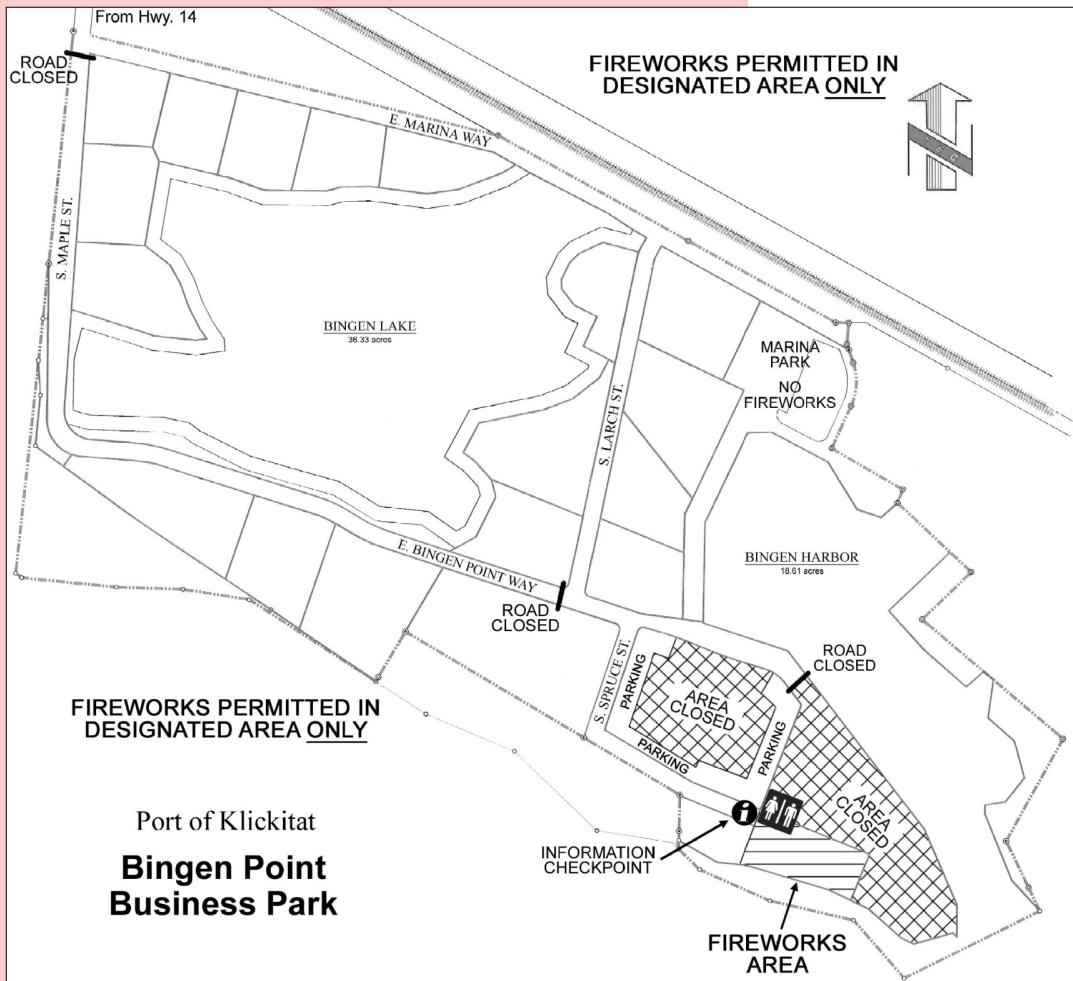 From Hwy. 14
ROAD
CLOSED
FIREWORKS PERMITTED IN
DESIGNATED AREA ONLY
N
E. MARINA WAY
S. MAPLE ST.
BINGEN LAKE
36.33 acres
MARINA
PARK
NO
FIREWORKS
S. LARCH ST.
BINGEN HARBOR
18.61 acres
E. BINGEN POINT WAY
ROAD
CLOSED
ROAD
CLOSED
S. SPRUCE ST.
PARKING
AREA
CLOSED
PARKING
PARKING
FIREWORKS PERMITTED IN
DESIGNATED AREA ONLY
AREA
CLOSED
i
INFORMATION
CHECKPOINT
Port of Klickitat
Bingen Point
Business Park
FIREWORKS
AREA